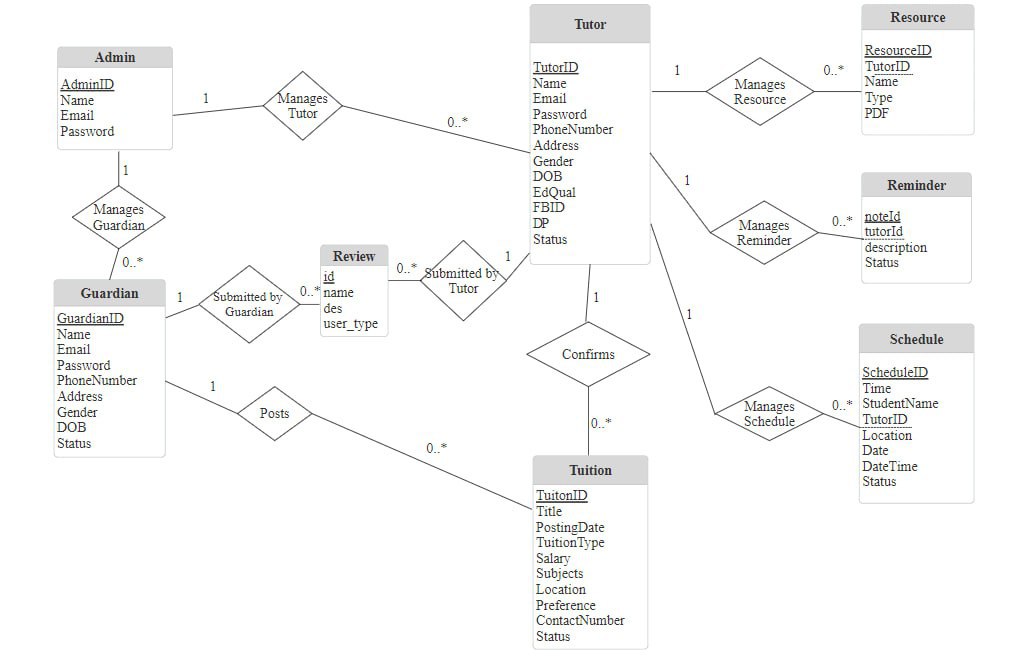 Admin
AdminID
Name
Email
Password
1
Manages
Tutor
0..*
Tutor
TutorID
Name
Email
Password
PhoneNumber
Address
Gender
DOB
EdQual
FBID
DP
Status
1
Manages
Resource
0..*
Resource
ResourceID
TutorID
Name
Type
PDF
1
Manages
Guardian
0..*
1
Manages
Reminder
0..*
Reminder
noteId
tutorId
description
Status
Guardian
GuardianID
Name
Email
Password
PhoneNumber
Address
Gender
DOB
Status
1
Submitted by
Guardian
0..*
Review
id
name
des
user_type
0..*
Submitted by
Tutor
1
1
Confirms
0..*
1
Manages
Schedule
0..*
Schedule
ScheduleID
Time
StudentName
TutorID
Location
Date
DateTime
Status
1
Posts
0..*
Tuition
TuitonID
Title
PostingDate
TuitionType
Salary
Subjects
Location
Preference
ContactNumber
Status